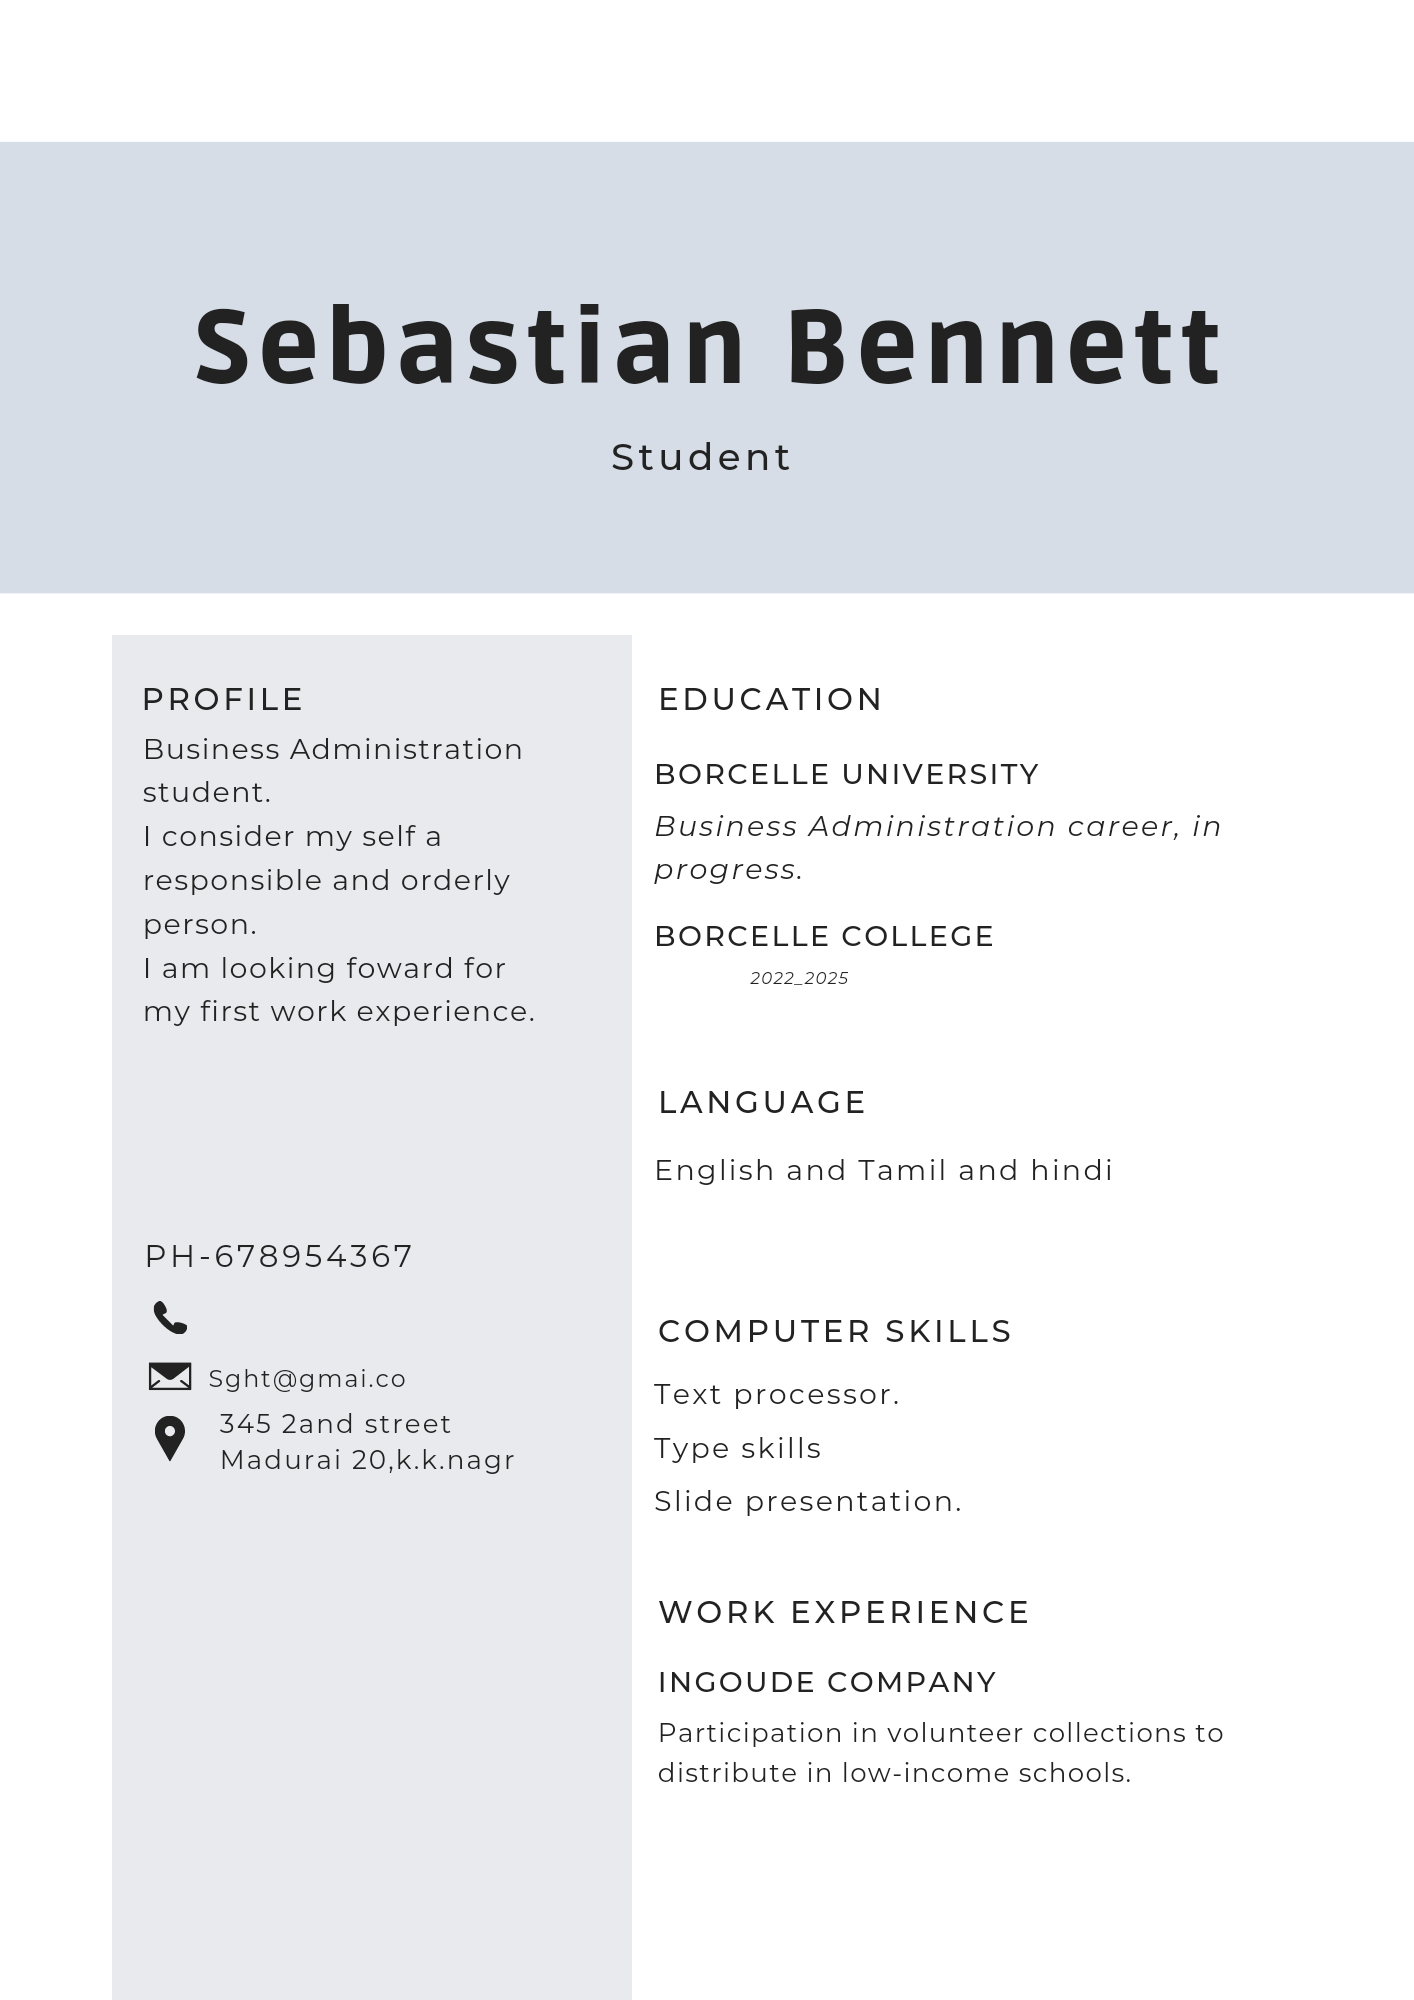 Sebastian Bennett
Student
PROFILE
Business Administration
student.
I consider my self a
responsible and orderly
person.
I am looking foward for
my first work experience.
PH-678954367
Sght@gmai.co
345 2and street
Madurai 20,k.k.nagr
EDUCATION
BORCELLE UNIVERSITY
Business Administration career, in
progress.
BORCELLE COLLEGE
2022_2025
LANGUAGE
English and Tamil and hindi
COMPUTER SKILLS
Text processor.
Type skills
Slide presentation.
WORK EXPERIENCE
INGOUDE COMPANY
Participation in volunteer collections to
distribute in low-income schools.